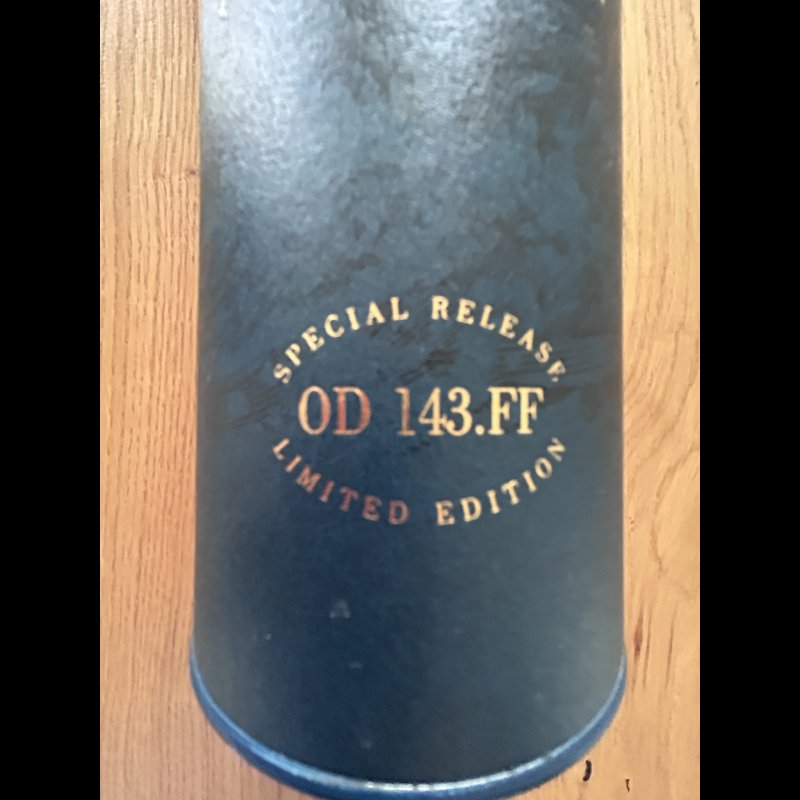 SPECIAL RELEASE
OD 143.FF
LIMITED EDITION